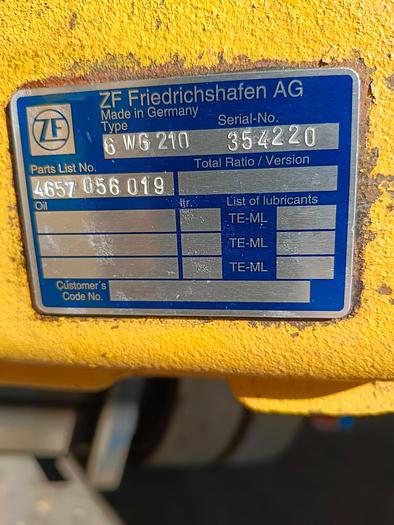 ZF
ZF Friedrichshafen AG
Made in Germany
Type
Serial-No.
6 WG 210
354220
Parts List No.
Total Ratio / Version
4657 056 019
Oil
ltr.
List of lubricants
TE-ML
TE-ML
TE-ML
Customer's
Code No.